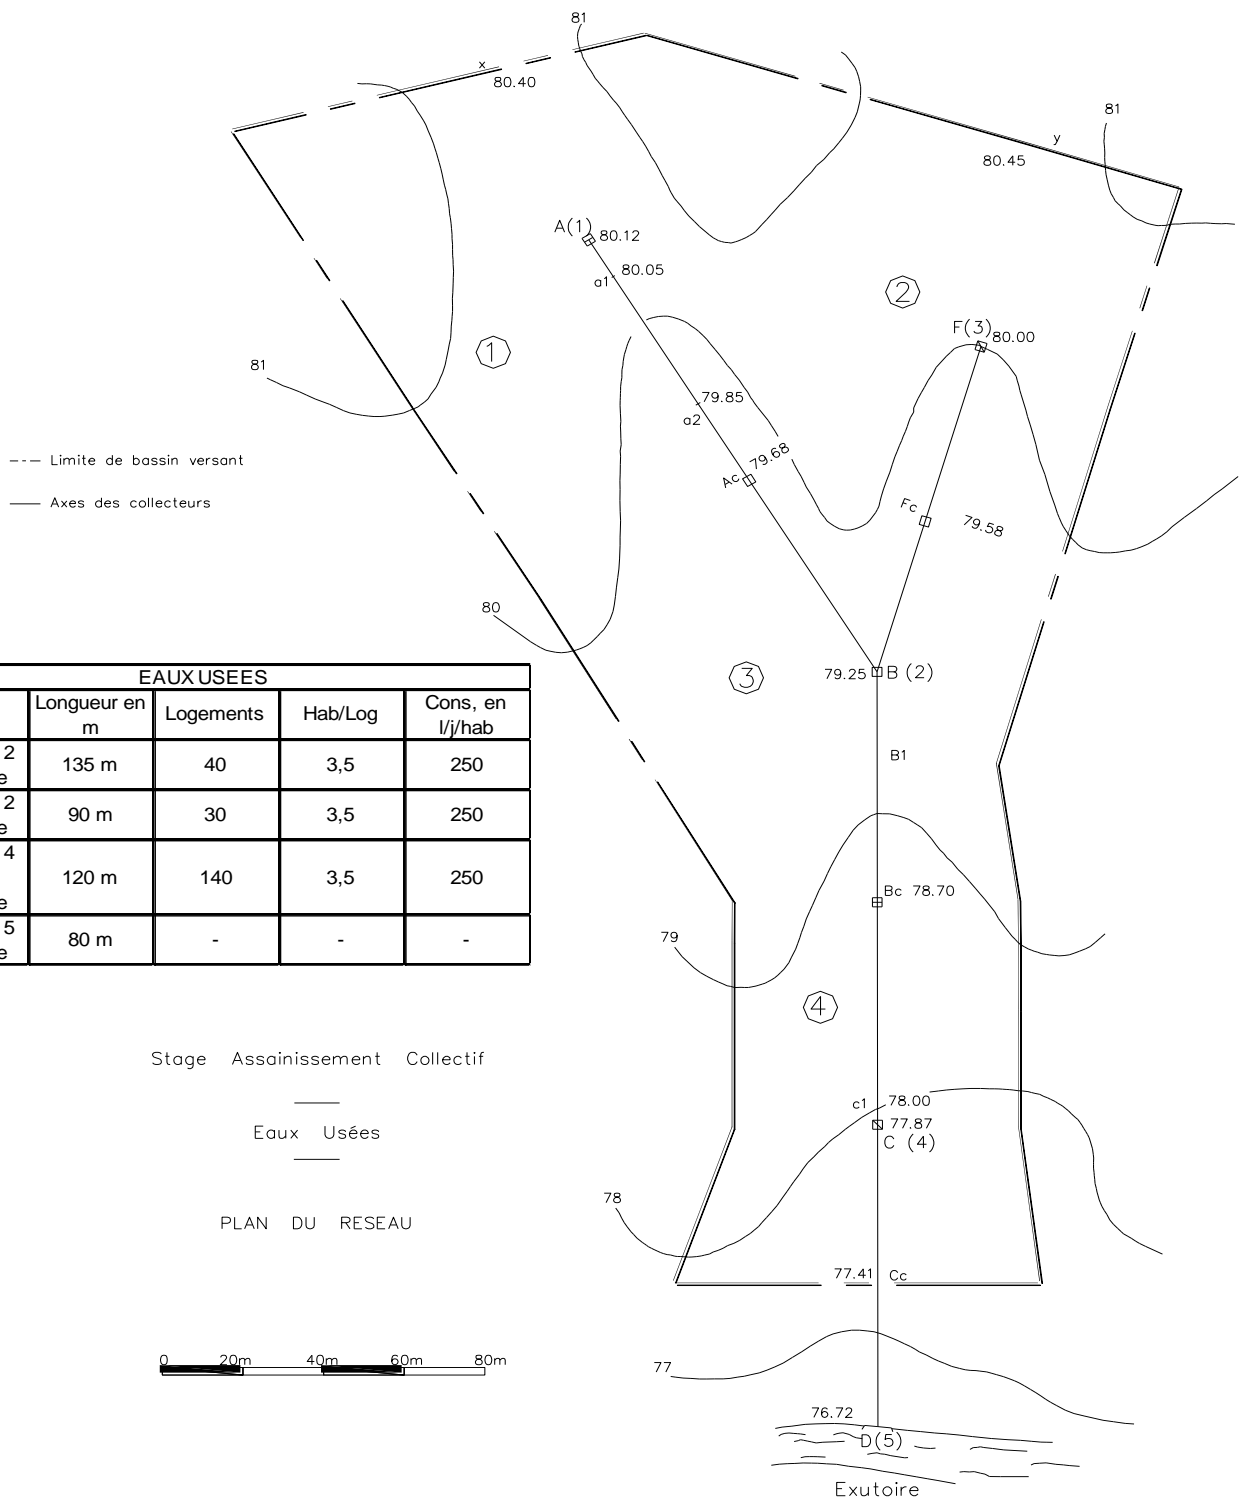 81
x
80.40
81
y
80.45
A(1)
80.12
a1
80.05
2
F(3)
80.00
1
81
79.85
a2
79.68
Ac
Fc
79.58
Limite de bassin versant
Axes des collecteurs
80
3
79.25
B (2)
B1
EAUX USEES
Longueur en m
Logements
Hab/Log
Cons, en l/j/hab
2
e
135 m
40
3,5
250
2
e
90 m
30
3,5
250
4
e
120 m
140
3,5
250
5
e
80 m
-
-
-
Bc 78.70
79
4
Stage Assainissement Collectif
Eaux Usées
PLAN DU RESEAU
c1
78.00
77.87
C (4)
78
77.41
Cc
0 20m 40m 60m 80m
77
76.72
D(5)
Exutoire